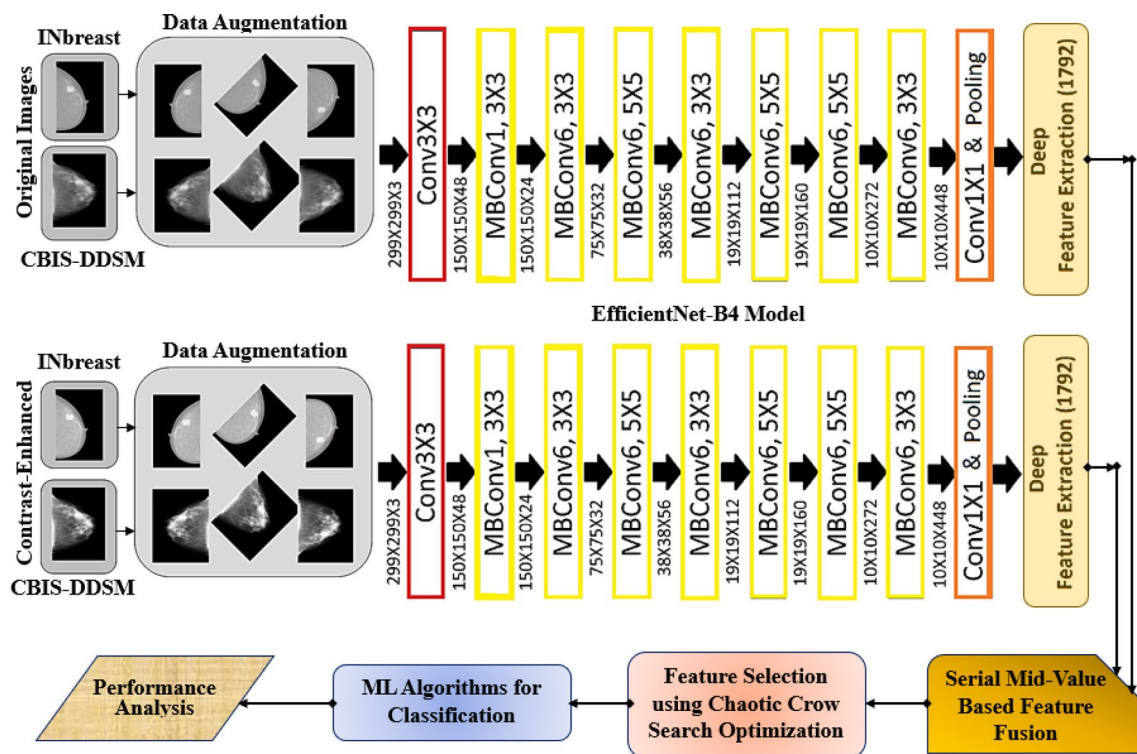 INbreast
Data Augmentation
Original Images
CBIS-DDSM
299X299X3
Conv3X3
150X150X48
MBConv1, 3X3
150X150X24
MBConv6, 3X3
75X75X32
MBConv6, 5X5
38X38X56
MBConv6, 3X3
19X19X112
MBConv6, 5X5
19X19X160
MBConv6, 5X5
10X10X272
MBConv6, 3X3
10X10X448
Conv1X1 & Pooling
Deep
Feature Extraction (1792)
EfficientNet-B4 Model
INbreast
Data Augmentation
Contrast-Enhanced
CBIS-DDSM
299X299X3
Conv3X3
150X150X48
MBConv1, 3X3
150X150X24
MBConv6, 3X3
75X75X32
MBConv6, 5X5
38X38X56
MBConv6, 3X3
19X19X112
MBConv6, 5X5
19X19X160
MBConv6, 5X5
10X10X272
MBConv6, 3X3
10X10X448
Conv1X1 & Pooling
Deep
Feature Extraction (1792)
Performance
Analysis
ML Algorithms for
Classification
Feature Selection
using Chaotic Crow
Search Optimization
Serial Mid-Value
Based Feature
Fusion